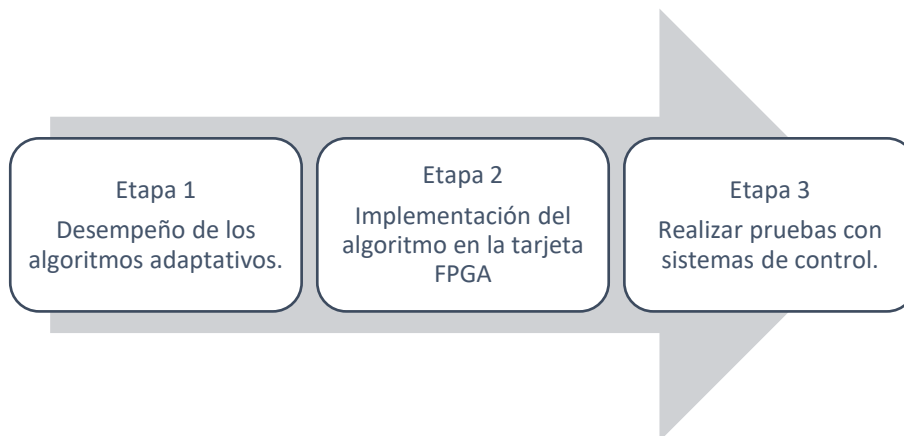 Etapa 1
Desempeño de los
algoritmos adaptativos.
Etapa 2
Implementación del
algoritmo en la tarjeta
FPGA
Etapa 3
Realizar pruebas con
sistemas de control.